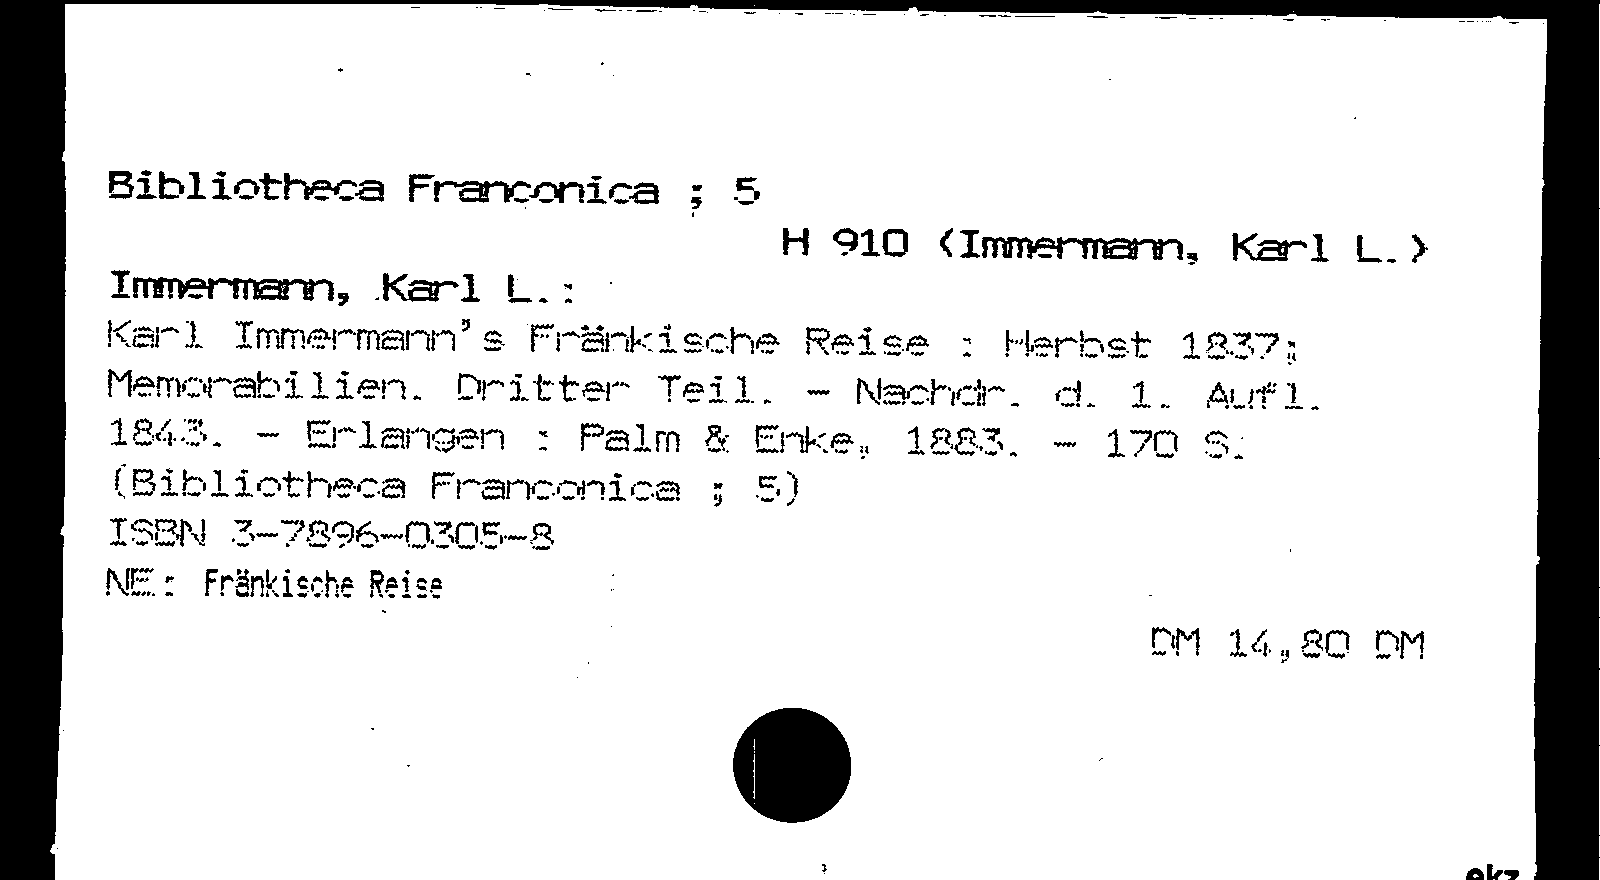 Bibliotheca Franconica ; 5
H 910 (Immermann, Karl L.)
Immermann, Karl L.:
Karl Immermann's Fränkische Reise : Herbst 1837;
Memorabilien. Dritter Teil. - Nachdr. d. 1. Aufl.
1843. - Erlangen : Palm & Enke, 1883. - 170 S.
(Bibliotheca Franconica ; 5)
ISBN 3-7896-0305-8
NE: Fränkische Reise
DM 14,80 DM
ekz